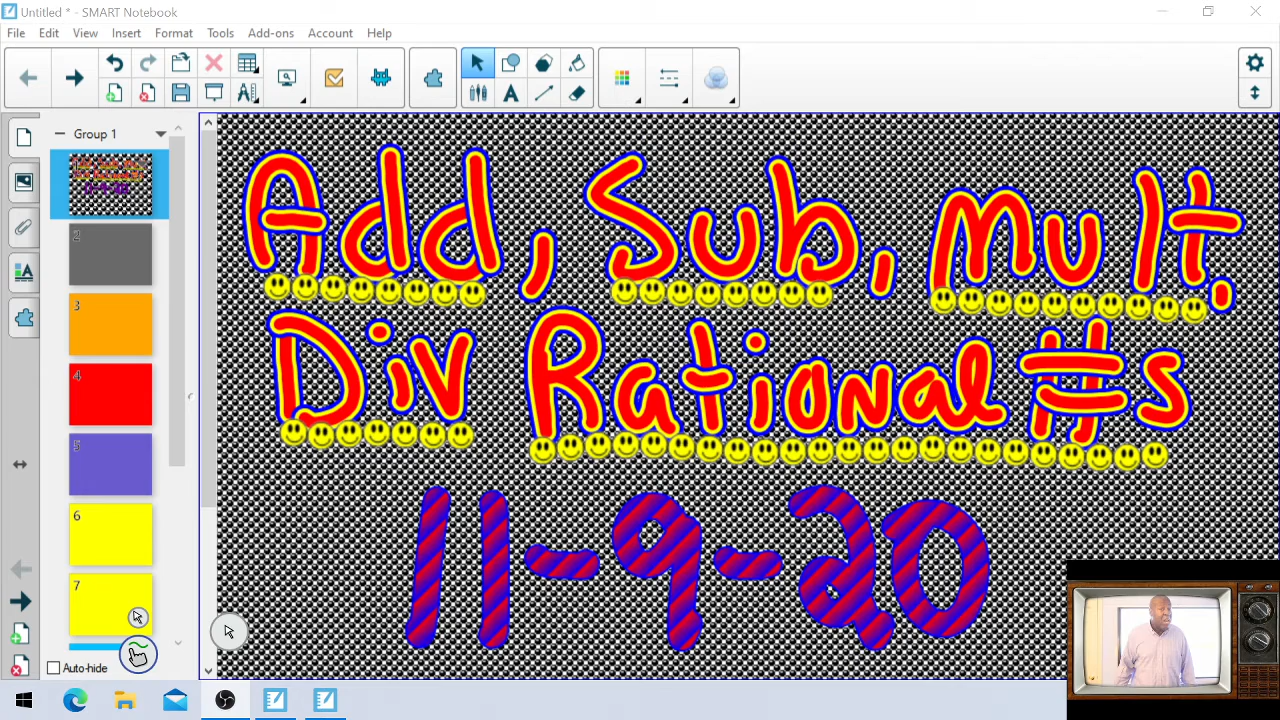 Untitled * - SMART Notebook
File Edit View Insert Format Tools Add-ons Account Help
Group 1
2
3
4
5
6
7
Auto-hide
Add, Sub, Mult.
Div Rational #s
11-9-20